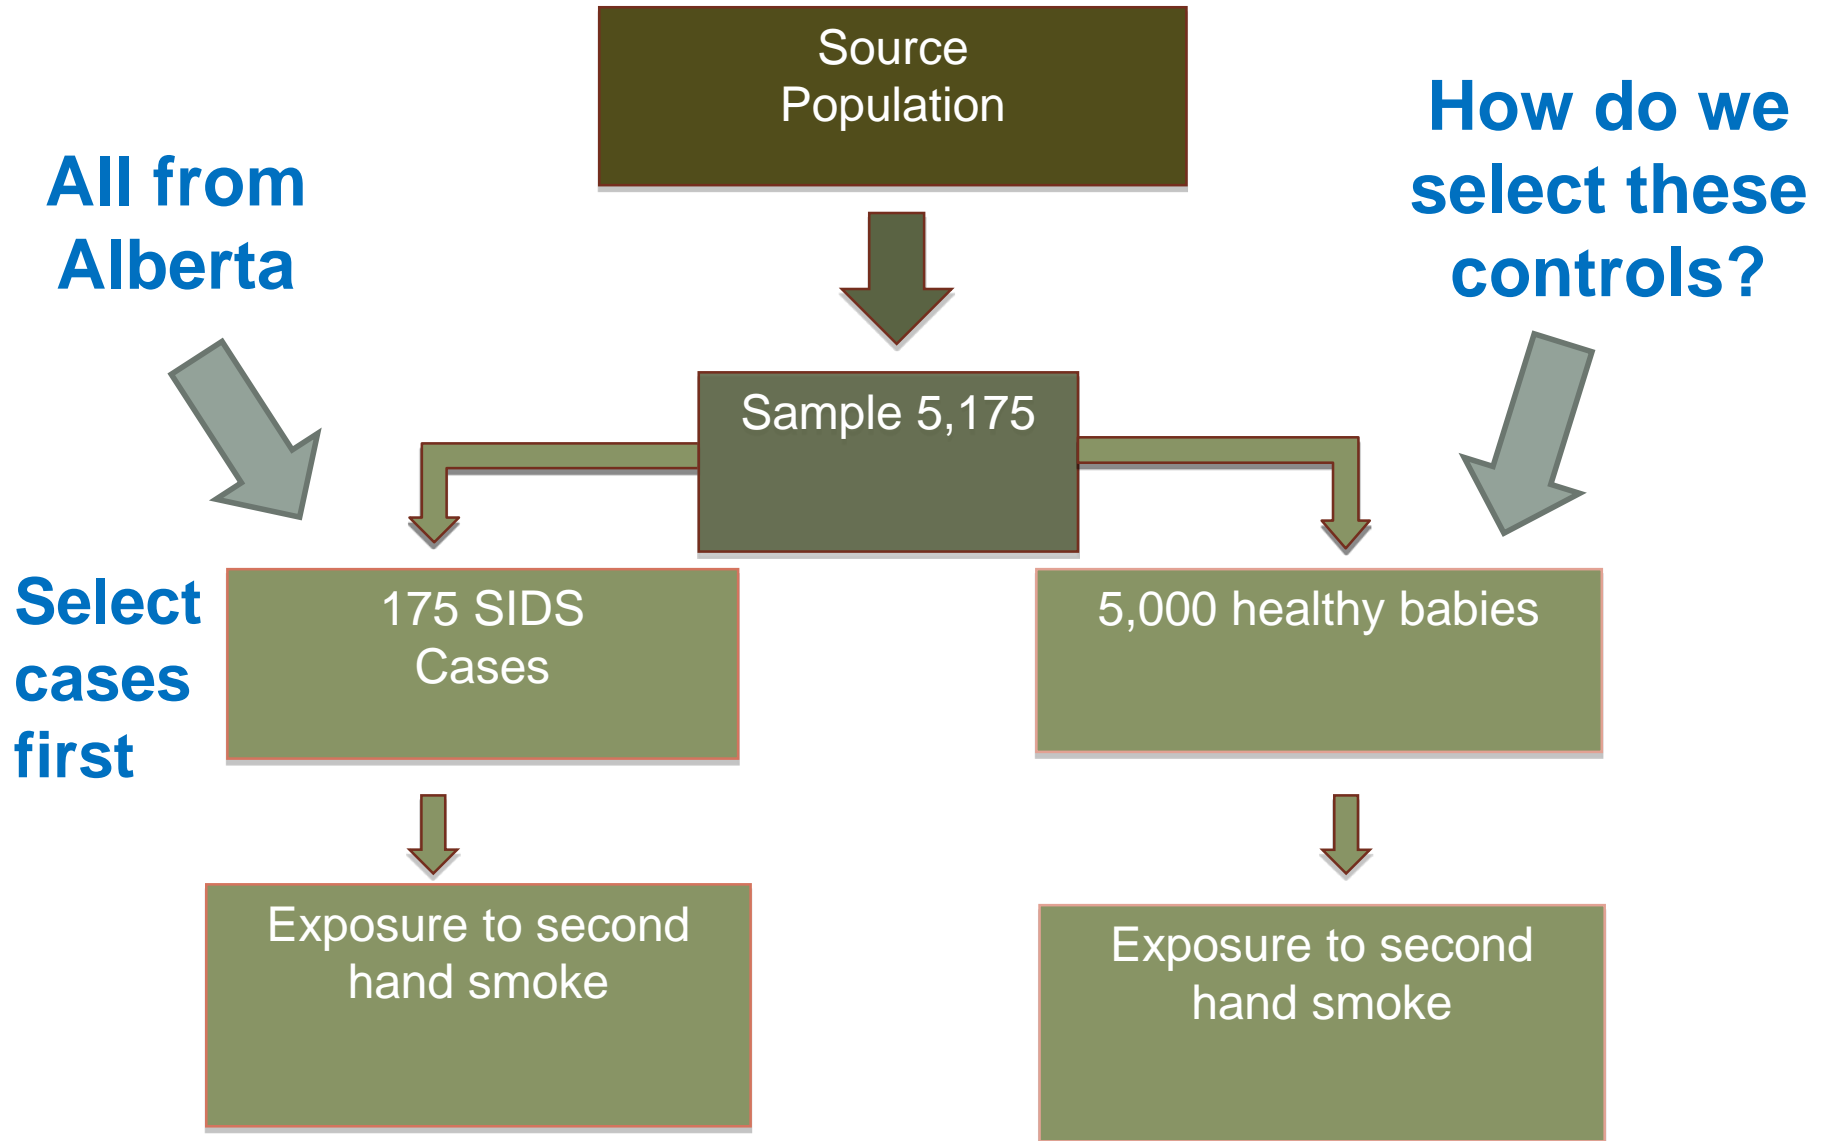 Source
Population
All from
Alberta
How do we
select these
controls?
Sample 5,175
Select
cases
first
175 SIDS
Cases
5,000 healthy babies
Exposure to second
hand smoke
Exposure to second
hand smoke